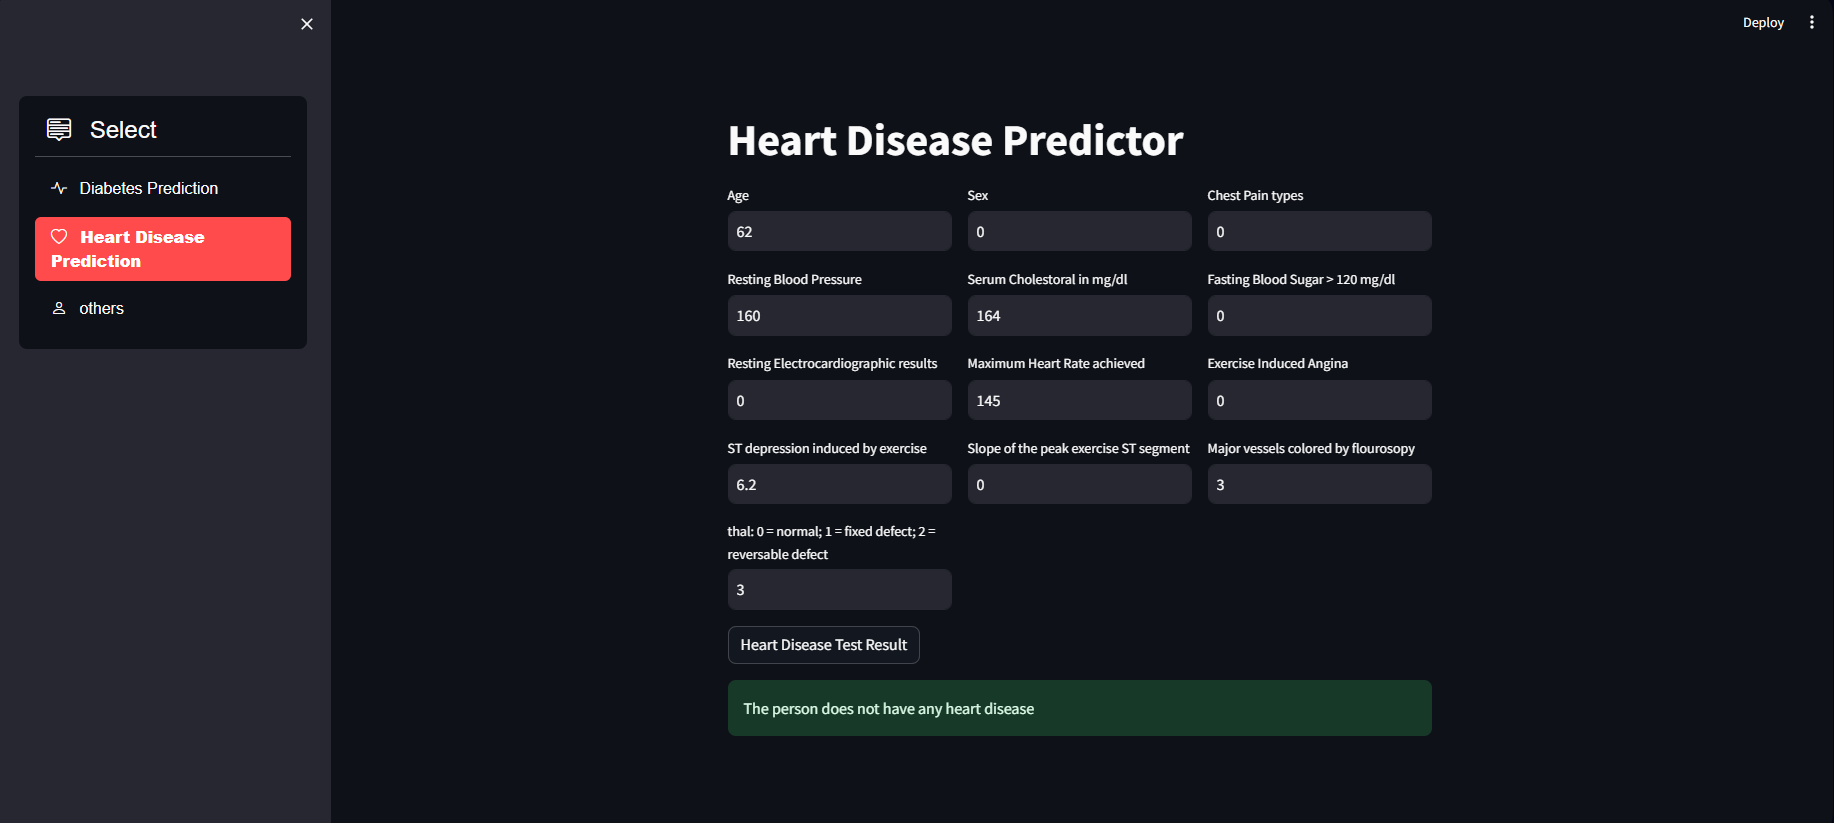 Deploy
Select
Diabetes Prediction
Heart Disease
Prediction
others
Heart Disease Predictor
Age
Sex
Chest Pain types
62
0
0
Resting Blood Pressure
Serum Cholestoral in mg/dl
Fasting Blood Sugar > 120 mg/dl
160
164
0
Resting Electrocardiographic results
Maximum Heart Rate achieved
Exercise Induced Angina
0
145
0
ST depression induced by exercise
Slope of the peak exercise ST segment
Major vessels colored by flourosopy
6.2
0
3
thal: 0 = normal; 1 = fixed defect; 2 =
reversable defect
3
Heart Disease Test Result
The person does not have any heart disease